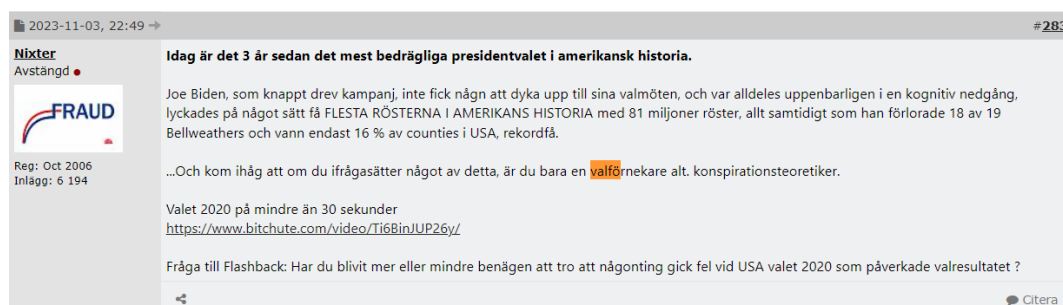 2023-11-03, 22:49
#283
Nixter
Avstängd
FRAUD
Reg: Oct 2006
Inlägg: 6 194
Idag är det 3 år sedan det mest bedrägliga presidentvalet i amerikansk historia.
Joe Biden, som knappt drev kampanj, inte fick någn att dyka upp till sina valmöten, och var alldeles uppenbarligen i en kognitiv nedgång,
lyckades på något sätt få FLESTA RÖSTERNA I AMERIKANS HISTORIA med 81 miljoner röster, allt samtidigt som han förlorade 18 av 19
Bellweathers och vann endast 16 % av counties i USA, rekordfå.
...Och kom ihåg att om du ifrågasätter något av detta, är du bara en valförnekare alt. konspirationsteoretiker.
Valet 2020 på mindre än 30 sekunder
https://www.bitchute.com/video/Ti6BinJUP26y/
Fråga till Flashback: Har du blivit mer eller mindre benägen att tro att någonting gick fel vid USA valet 2020 som påverkade valresultatet ?
Citera